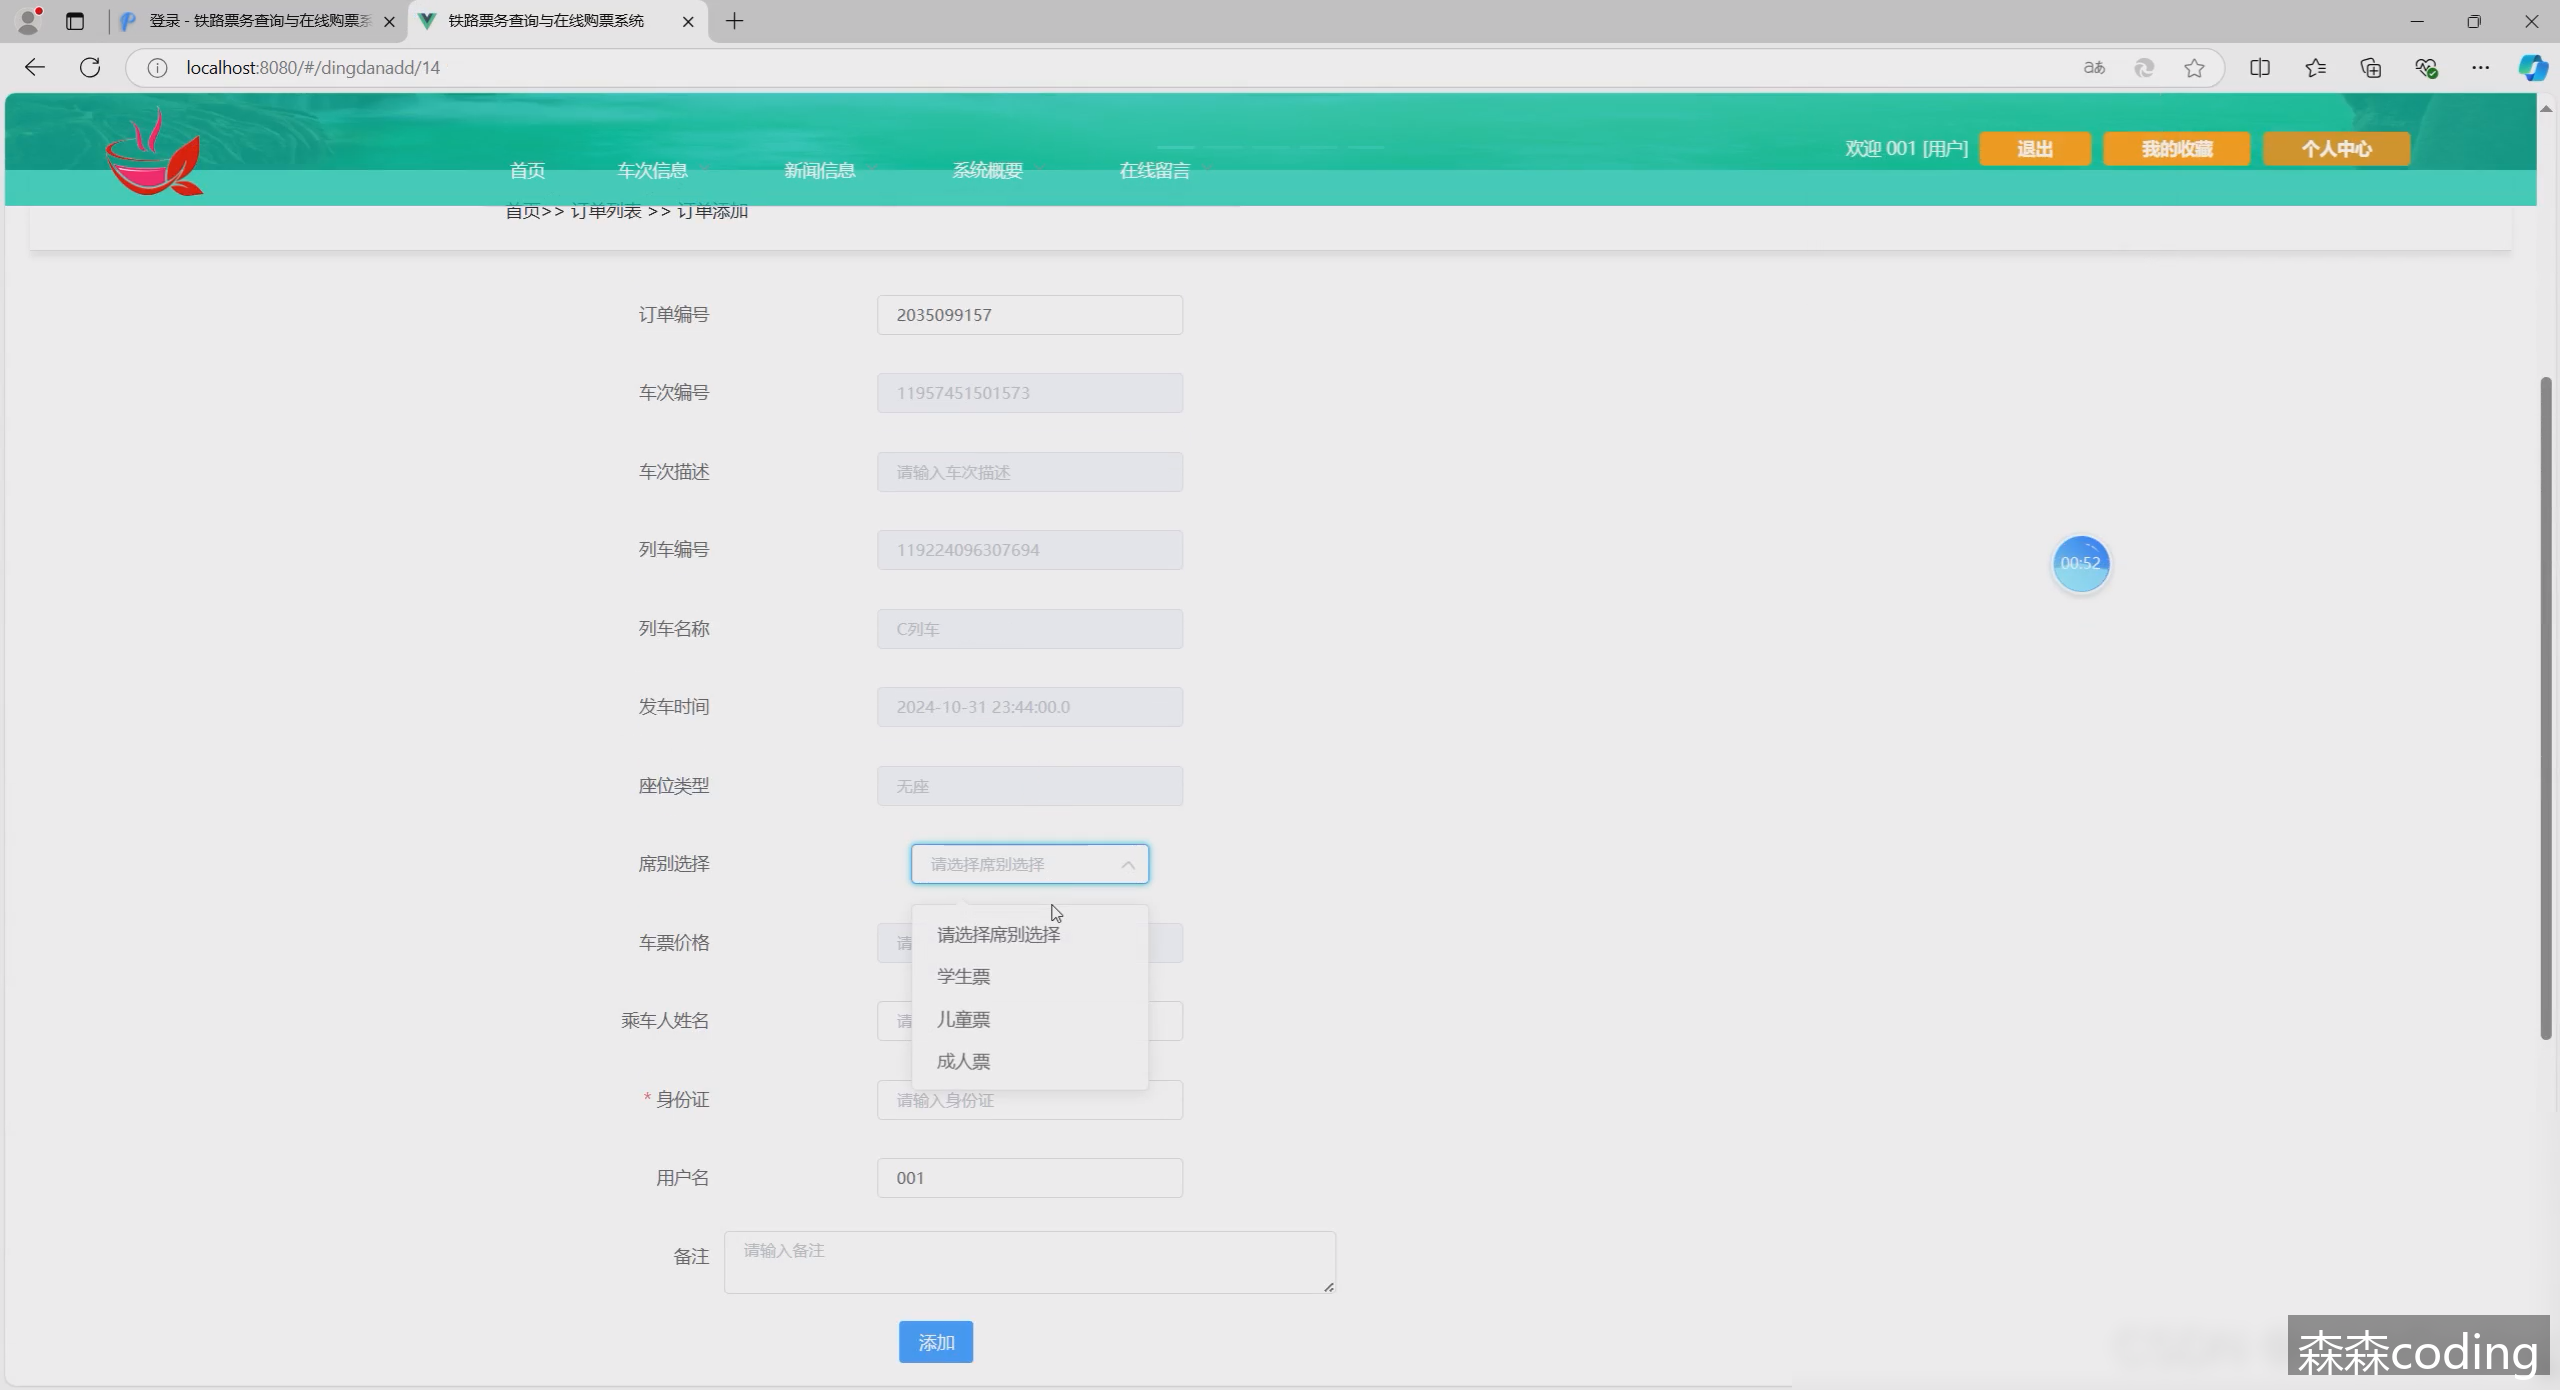 登录 - 铁路票务查询与在线购票系
铁路票务查询与在线购票系统
localhost:8080/#/dingdanadd/14
欢迎 001 [用户]
退出
我的收藏
个人中心
首页
车次信息
新闻信息
系统概要
在线留言
首页>> 订单列表 >> 订单添加
订单编号
2035099157
车次编号
11957451501573
车次描述
请输入车次描述
列车编号
119224096307694
00:52
列车名称
C列车
发车时间
2024-10-31 23:44:00.0
座位类型
无座
席别选择
请选择席别选择
请选择席别选择
车票价格
请
学生票
乘车人姓名
请
儿童票
成人票
* 身份证
请输入身份证
用户名
001
备注
请输入备注
添加
森森coding